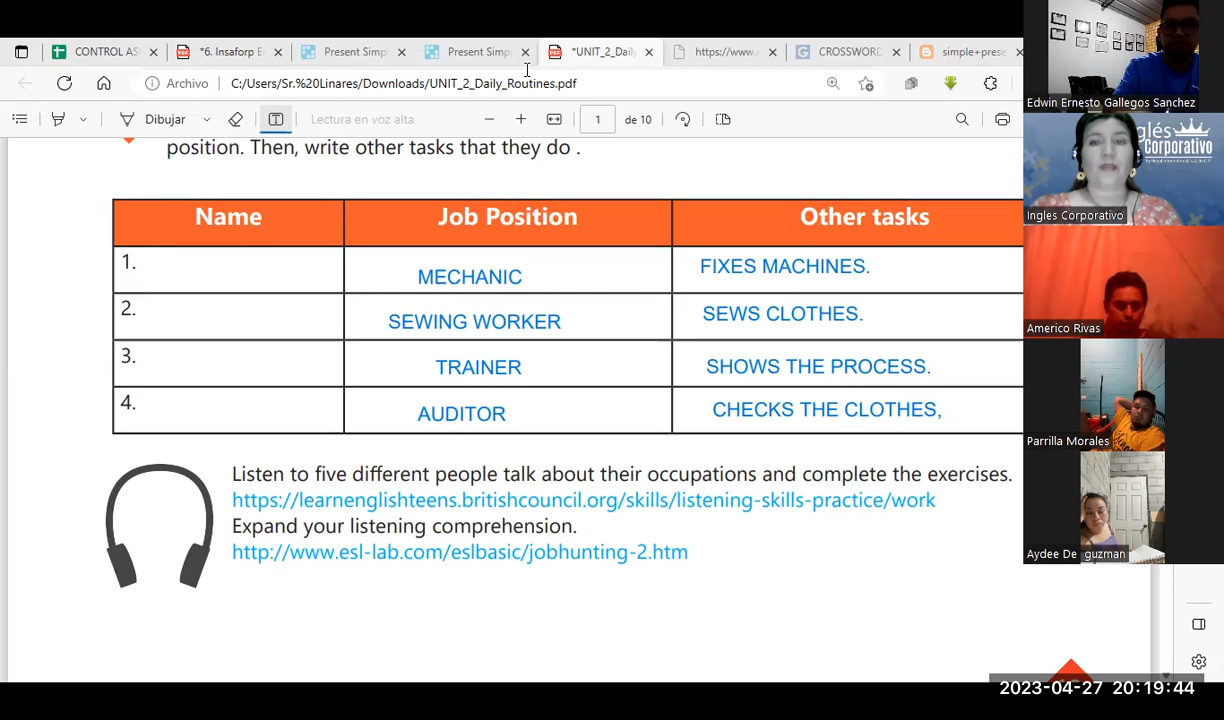 CONTROL AS
*6. Insaforp E
Present Simp
Present Simp
*UNIT_2_Daily
https://www.
CROSSWORD
simple+pres
Archivo
C:/Users/Sr.%20Linares/Downloads/UNIT_2_Daily_Routines.pdf
Dibujar
Lectura en voz alta
1
de 10
position. Then, write other tasks that they do .
Name
Job Position
Other tasks
1.
MECHANIC
FIXES MACHINES.
2.
SEWING WORKER
SEWS CLOTHES.
3.
TRAINER
SHOWS THE PROCESS.
4.
AUDITOR
CHECKS THE CLOTHES,
Listen to five different people talk about their occupations and complete the exercises.
https://learnenglishteens.britishcouncil.org/skills/listening-skills-practice/work
Expand your listening comprehension.
http://www.esl-lab.com/eslbasic/jobhunting-2.htm
Edwin Ernesto Gallegos Sanchez
glés
Corporativo
Ingles Corporativo
Americo Rivas
Parrilla Morales
Aydee De guzman
2023-04-27 20:19:44